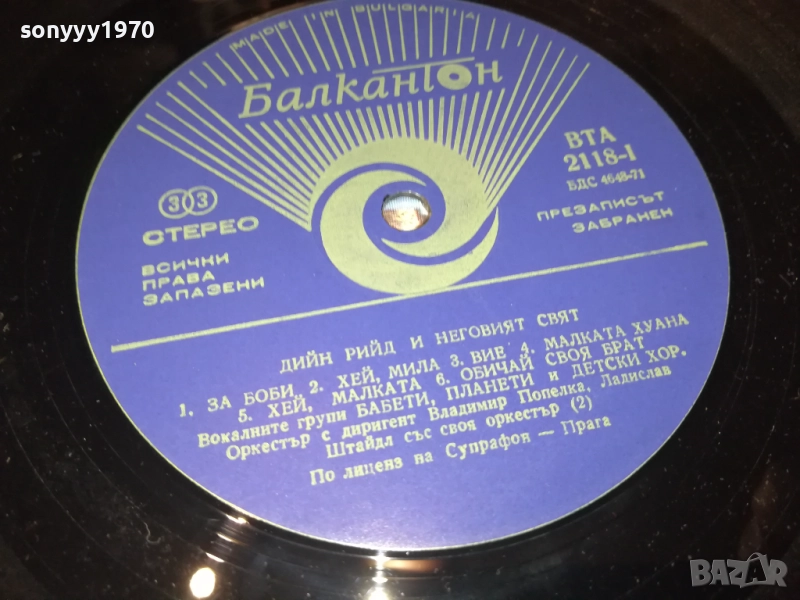 sonyyy1970
MADE IN BULGARIA
Балкантон
ВТА
2118-1
БДС 4648-71
33
СТЕРЕО
ПРЕЗАПИСЪТ
ЗАБРАНЕН
ВСИЧКИ
ПРАВА
ЗАПАЗЕНИ
ДИЙН РИЙД И НЕГОВИЯТ СВЯТ
1. ЗА БОБИ 2. ХЕЙ, МИЛА 3. ВИЕ 4. МАЛКАТА ХУАНА
5. ХЕЙ, МАЛКАТА 6. ОБИЧАЙ СВОЯ БРАТ
Вокалните групи БАБЕТИ, ПЛАНЕТИ и ДЕТСКИ ХОР.
Оркестър с диригент Владимир Попелка, Ладислав
Щайдл със своя оркестър (2)
По лиценз на Супрафон — Прага
BAZAR